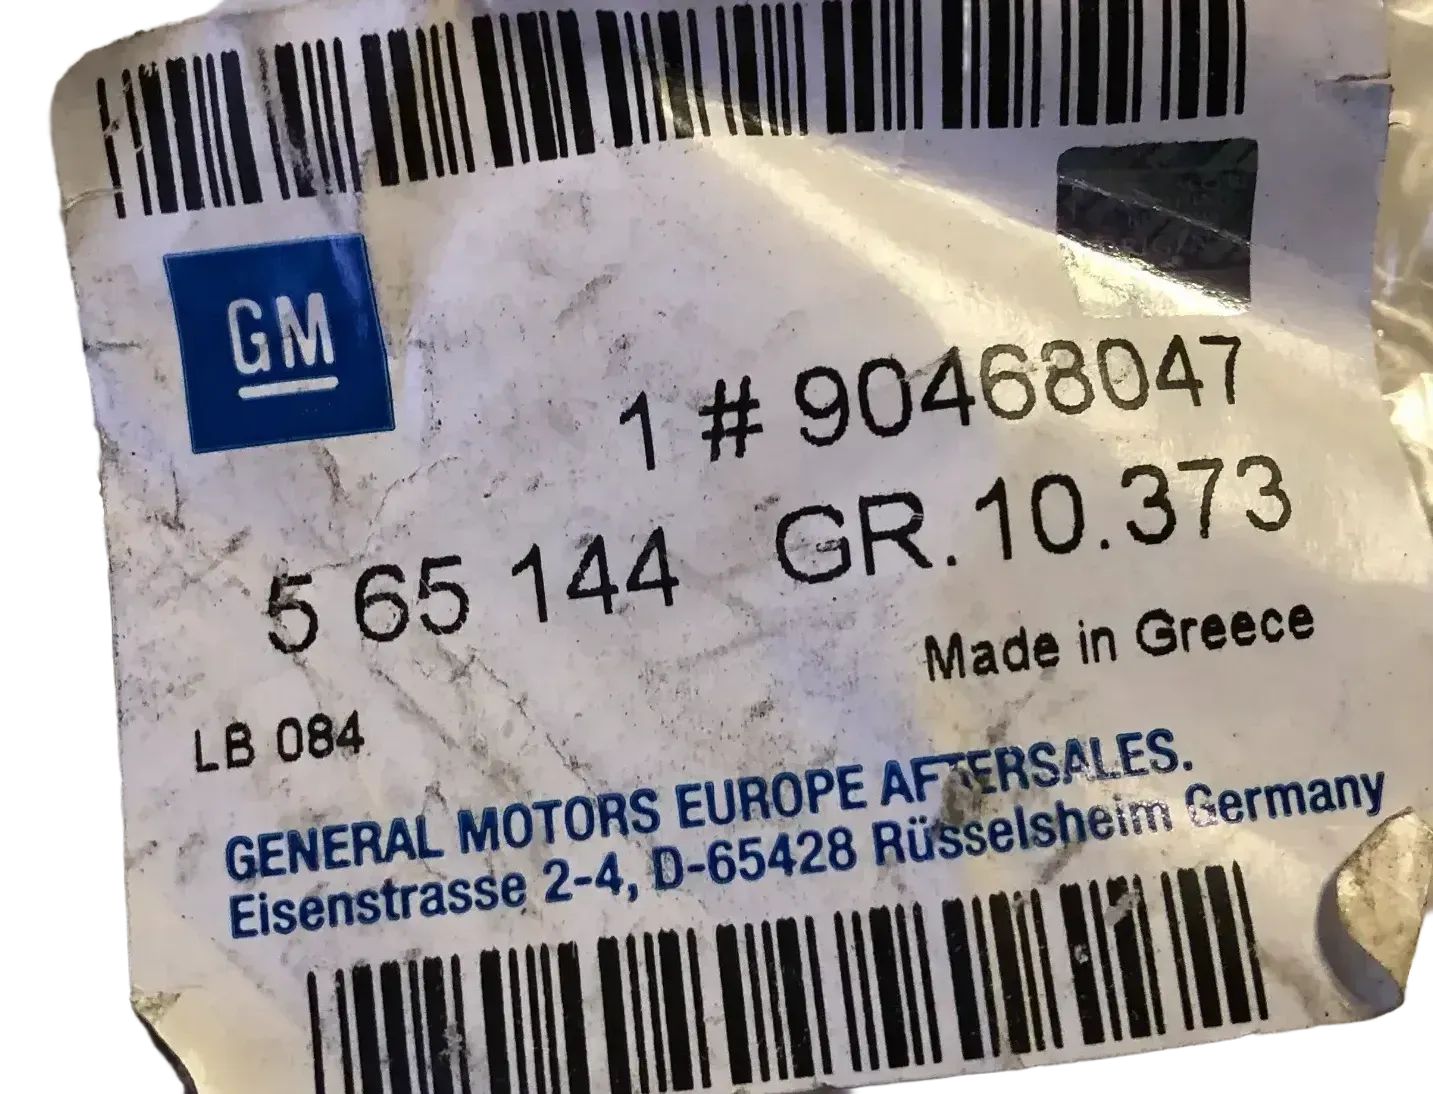 GM
1 # 90468047
5 65 144 GR. 10.373
Made in Greece
LB 084
GENERAL MOTORS EUROPE AFTERSALES.
Eisenstrasse 2-4, D-65428 Rüsselsheim Germany